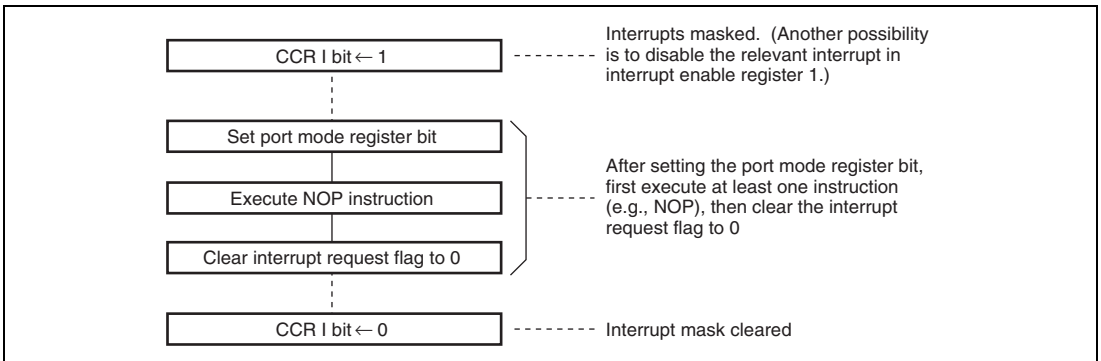 CCR I bit ← 1
Interrupts masked. (Another possibility
is to disable the relevant interrupt in
interrupt enable register 1.)
Set port mode register bit
Execute NOP instruction
Clear interrupt request flag to 0
After setting the port mode register bit,
first execute at least one instruction
(e.g., NOP), then clear the interrupt
request flag to 0
CCR I bit ← 0
Interrupt mask cleared